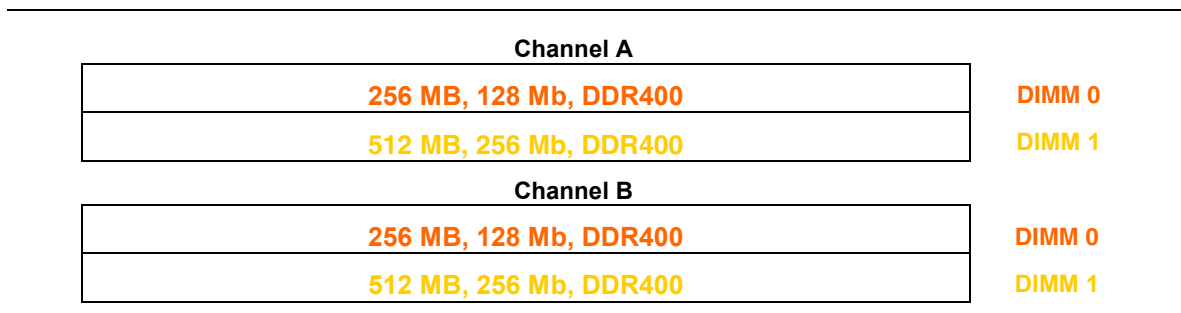 Channel A
256 MB, 128 Mb, DDR400 DIMM 0
512 MB, 256 Mb, DDR400 DIMM 1
Channel B
256 MB, 128 Mb, DDR400 DIMM 0
512 MB, 256 Mb, DDR400 DIMM 1